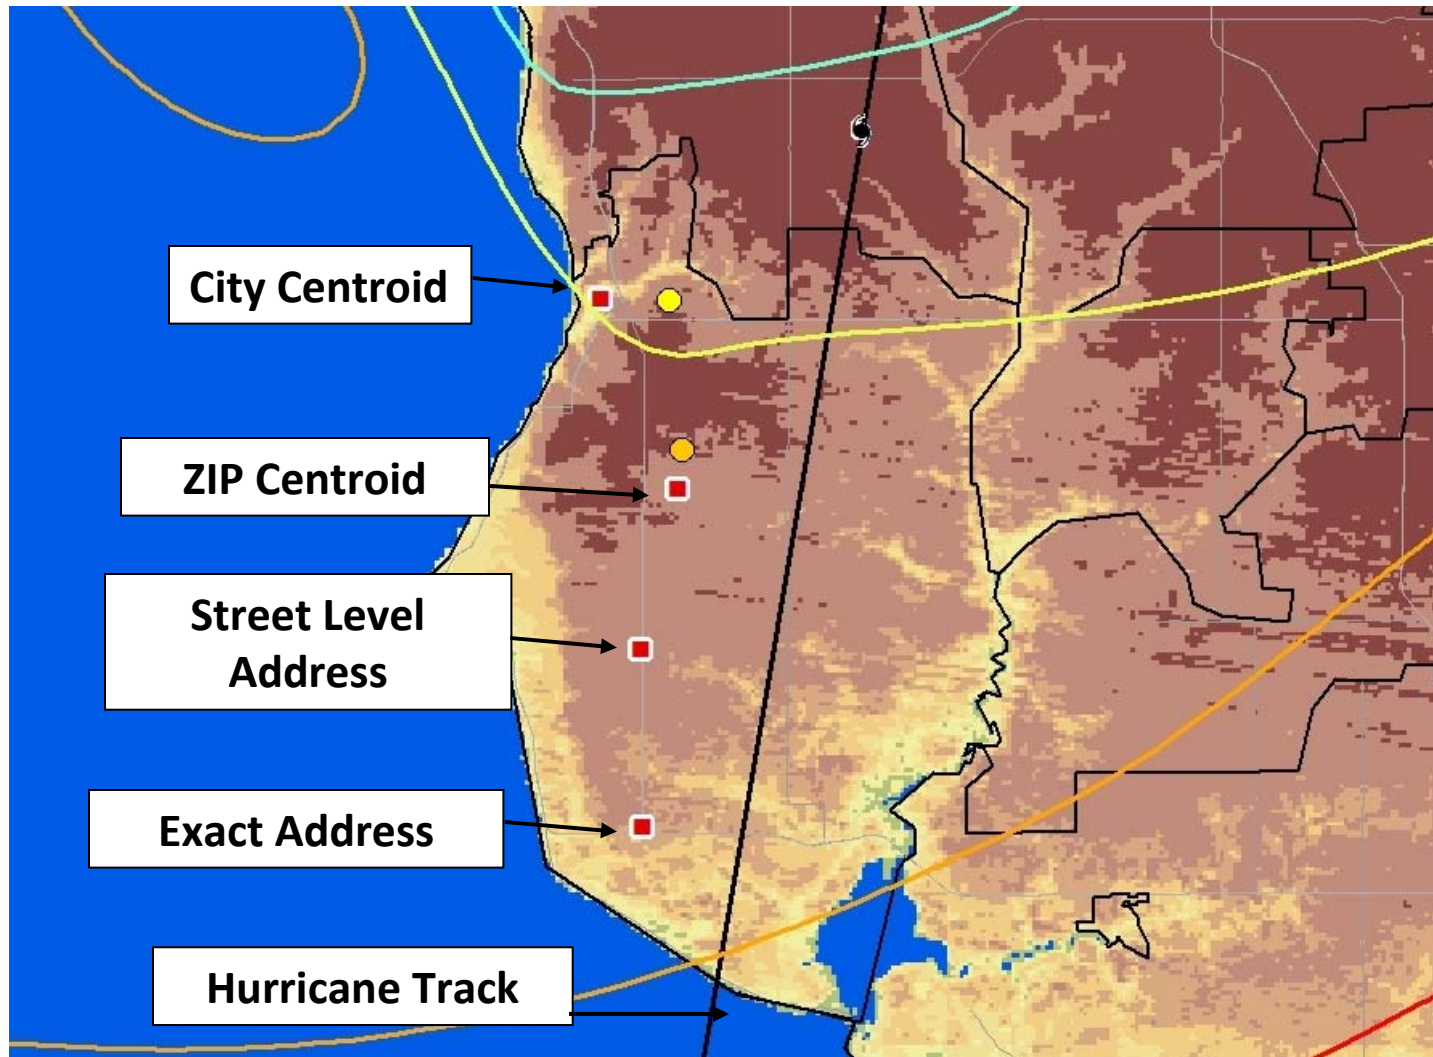 City Centroid
ZIP Centroid
Street Level
Address
Exact Address
Hurricane Track